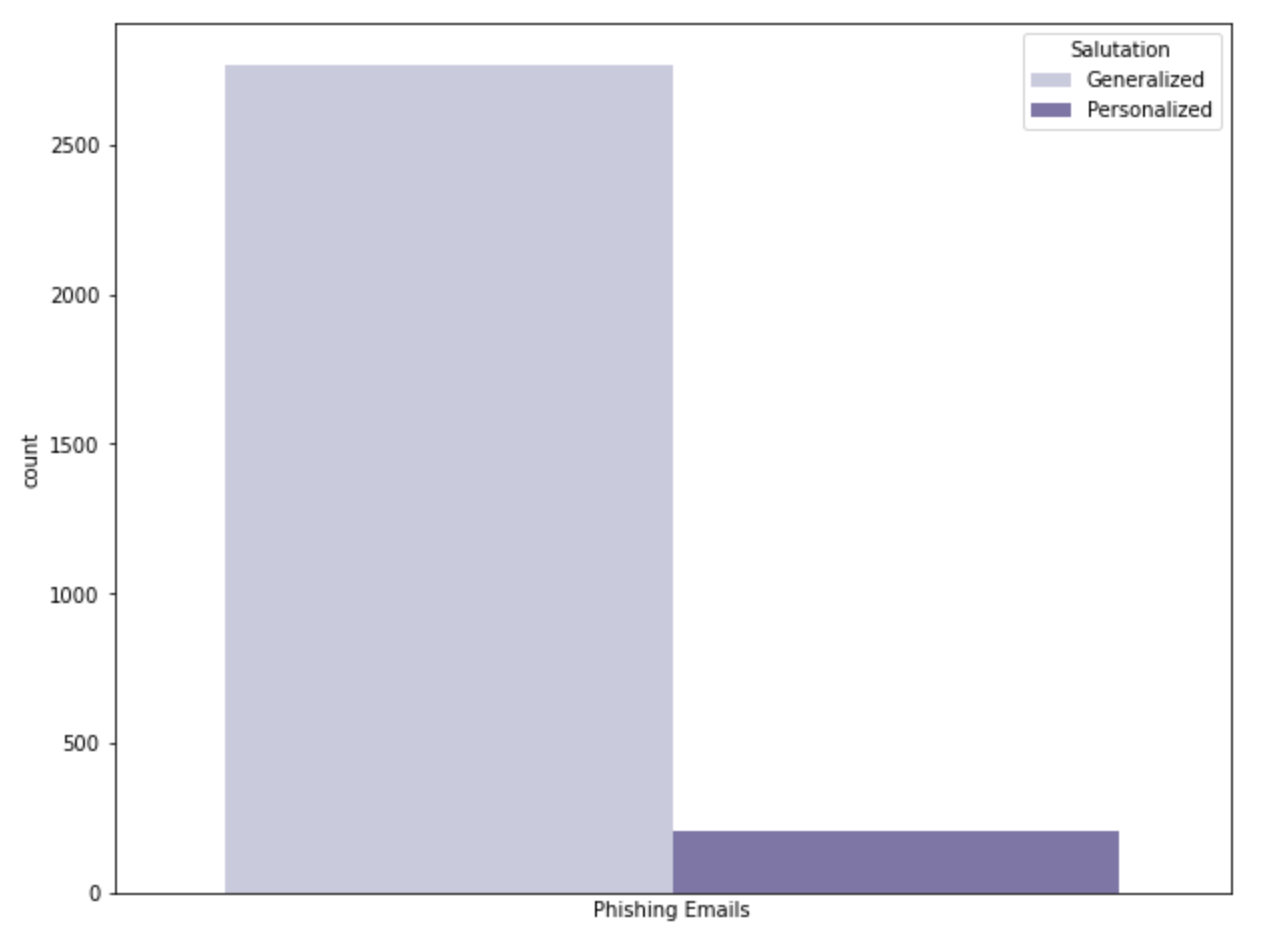 Salutation
Generalized
Personalized
2500
2000
1500
1000
500
0
count
Phishing Emails